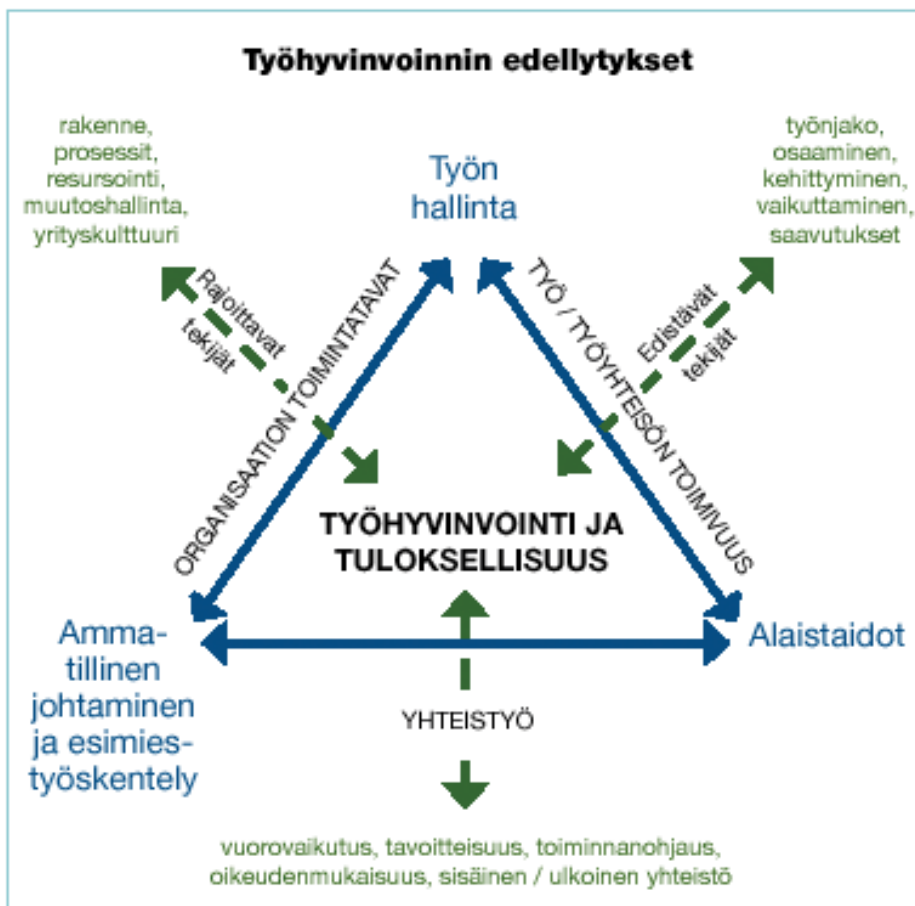 Työhyvinvoinnin edellytykset
rakenne,
prosessit,
resursointi,
muutoshallinta,
yrityskulttuuri
Työn
hallinta
työnjako,
osaaminen,
kehittyminen,
vaikuttaminen,
saavutukset
Rajoittavat
tekijät
ORGANISAATION TOIMINTATAVAT
TYÖ / TYÖYHTEISÖN TOIMIVUUS
Edistävät
tekijät
TYÖHYVINVOINTI JA
TULOKSELLISUUS
Amma-
tillinen
johtaminen
ja esimies-
työskentely
Alaistaidot
YHTEISTYÖ
vuorovaikutus, tavoitteisuus, toiminnanohjaus,
oikeudenmukaisuus, sisäinen / ulkoinen yhteistö